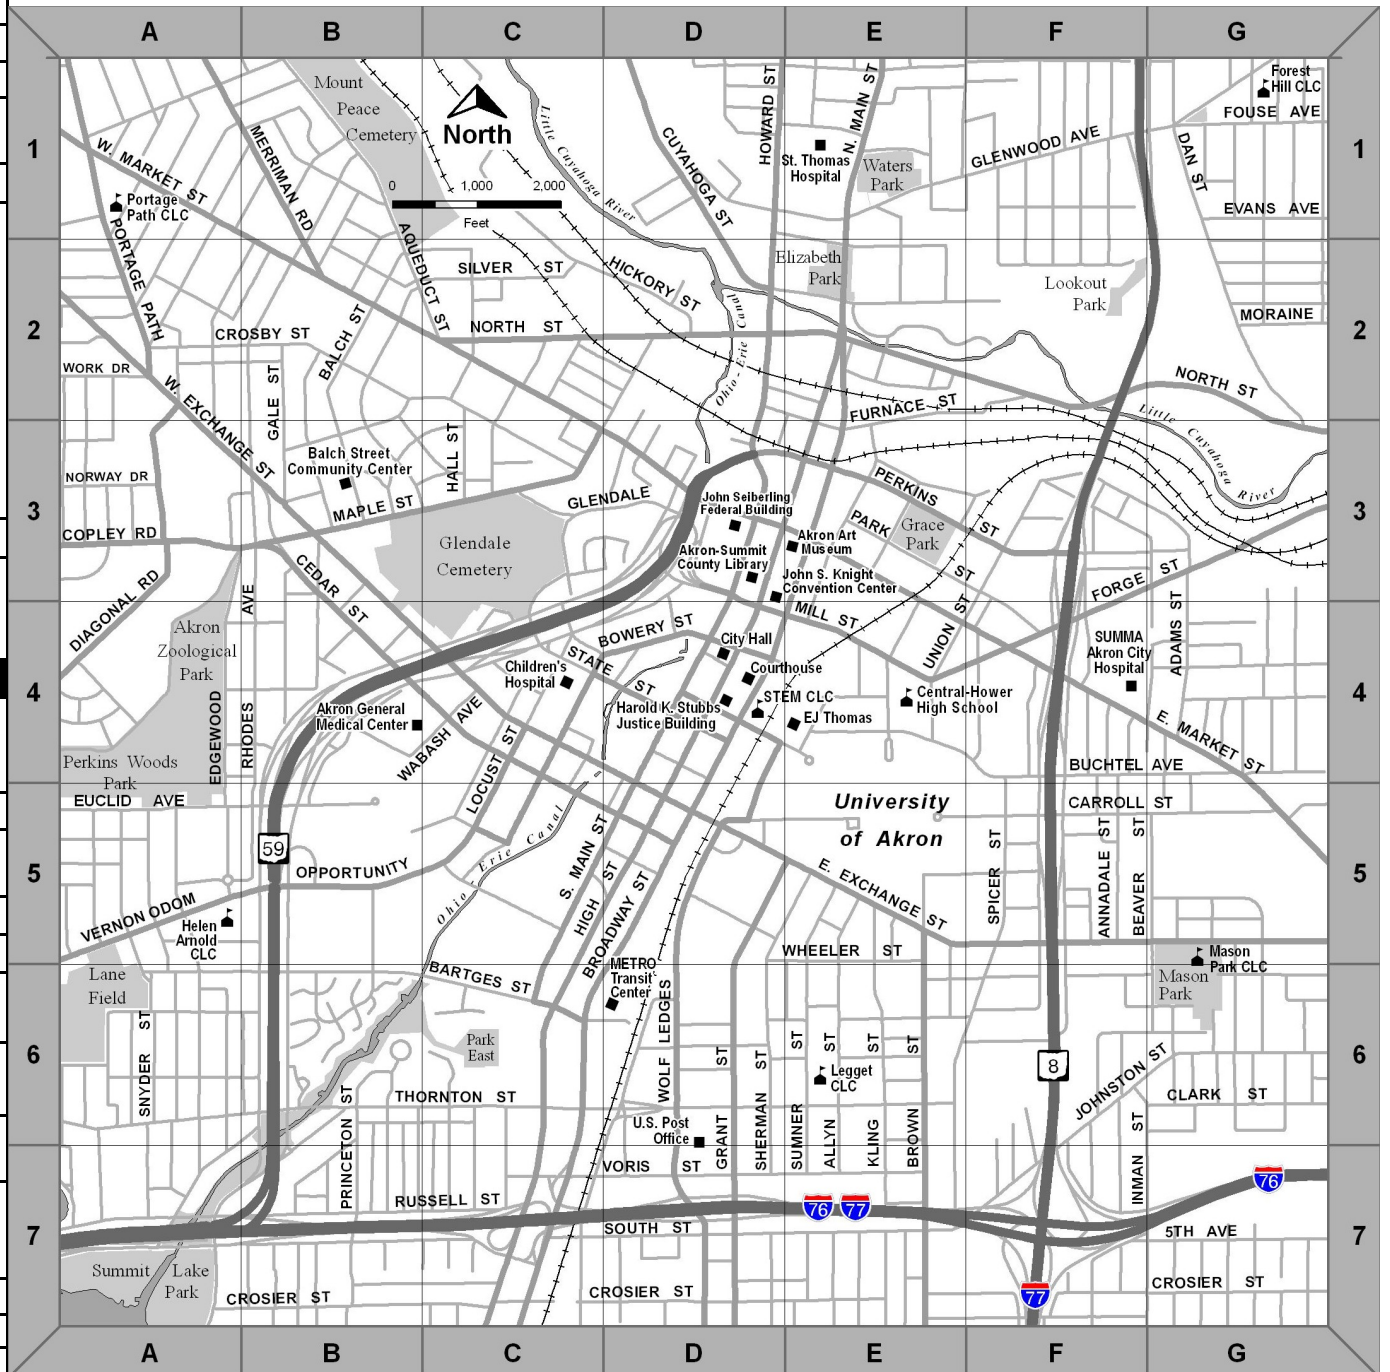 A B C D E F G
1
Mount
Peace
Cemetery
North
0 1,000 2,000
Feet
W. MARKET ST
MERRIMAN RD
Portage
Path CLC
PORTAGE PATH
Little Cuyahoga River
CUYAHOGA ST
HOWARD ST
N. MAIN ST
St. Thomas
Hospital
Waters
Park
GLENWOOD AVE
DAN ST
Forest
Hill CLC
FOUSE AVE
EVANS AVE
1
2
AQUEDUCT ST
SILVER ST
HICKORY ST
NORTH ST
CROSBY ST
BALCH ST
GALE ST
WORK DR
W. EXCHANGE ST
Ohio - Erie Canal
Elizabeth
Park
Lookout
Park
MORAINE
NORTH ST
FURNACE ST
2
3
Balch Street
Community Center
HALL ST
MAPLE ST
NORWAY DR
COPLEY RD
DIAGONAL RD
CEDAR ST
Glendale
Cemetery
GLENDALE
John Seiberling
Federal Building
Akron-Summit
County Library
Akron Art
Museum
John S. Knight
Convention Center
PERKINS ST
PARK ST
Grace
Park
Little Cuyahoga River
FORGE ST
3
4
Akron
Zoological
Park
EDGEWOOD AVE
RHODES
Perkins Woods
Park
EUCLID AVE
Akron General
Medical Center
WABASH AVE
LOCUST ST
Children's
Hospital
STATE ST
BOWERY ST
City Hall
Courthouse
Harold K. Stubbs
Justice Building
STEM CLC
EJ Thomas
MILL ST
UNION ST
Central-Hower
High School
SUMMA
Akron City
Hospital
ADAMS ST
E. MARKET ST
BUCHTEL AVE
4
5
59
OPPORTUNITY
VERNON ODOM
Helen
Arnold
CLC
Ohio - Erie Canal
S. MAIN ST
HIGH ST
BROADWAY ST
University
of Akron
E. EXCHANGE ST
WHEELER ST
SPICER ST
CARROLL ST
ANNADALE ST
BEAVER ST
Mason
Park CLC
Mason
Park
5
6
Lane
Field
SNYDER ST
BARTGES ST
Park
East
THORNTON ST
PRINCETON ST
METRO
Transit
Center
WOLF LEDGES
U.S. Post
Office
GRANT ST
SHERMAN ST
SUMNER ST
ALLYN ST
KLING ST
BROWN ST
Legget
CLC
8
JOHNSTON ST
CLARK ST
INMAN ST
6
7
Summit Lake
Park
RUSSELL ST
CROSIER ST
VORIS ST
SOUTH ST
CROSIER ST
76 77
77
76
5TH AVE
CROSIER ST
7
A B C D E F G